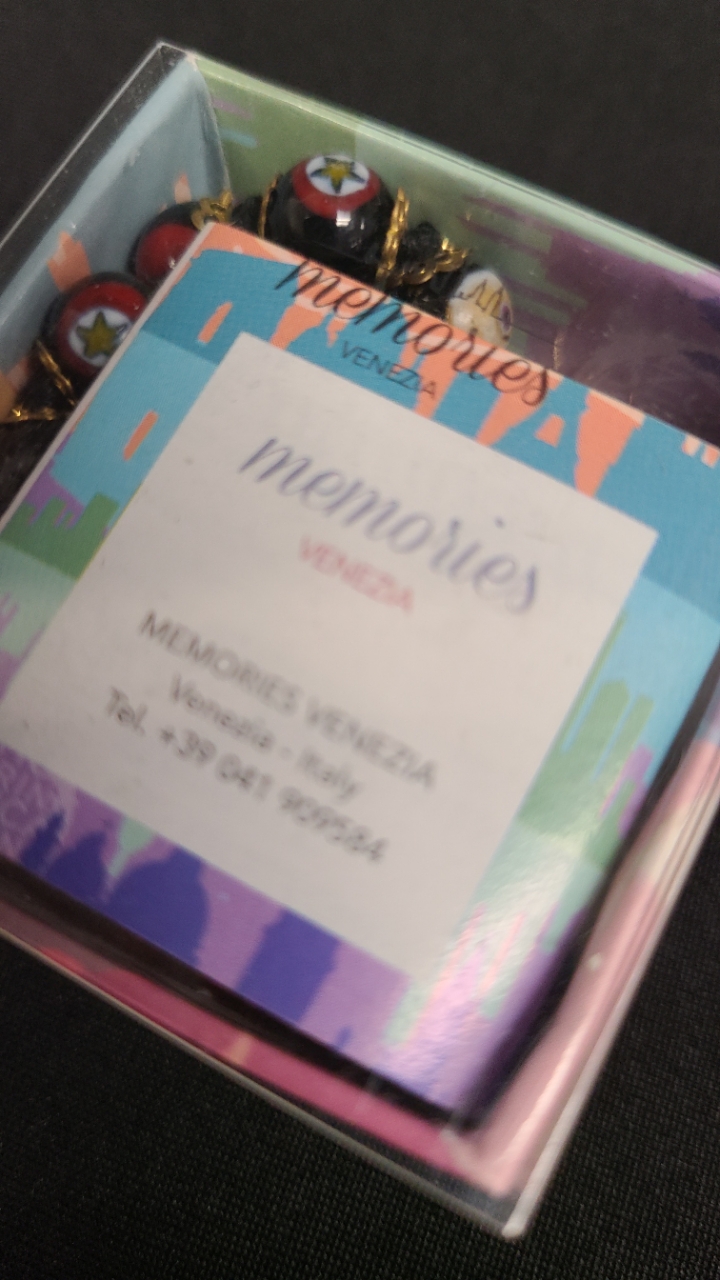 memories
VENEZIA
memories
VENEZIA
MEMORIES VENEZIA
Venezia - Italy
Tel. +39 041 909584